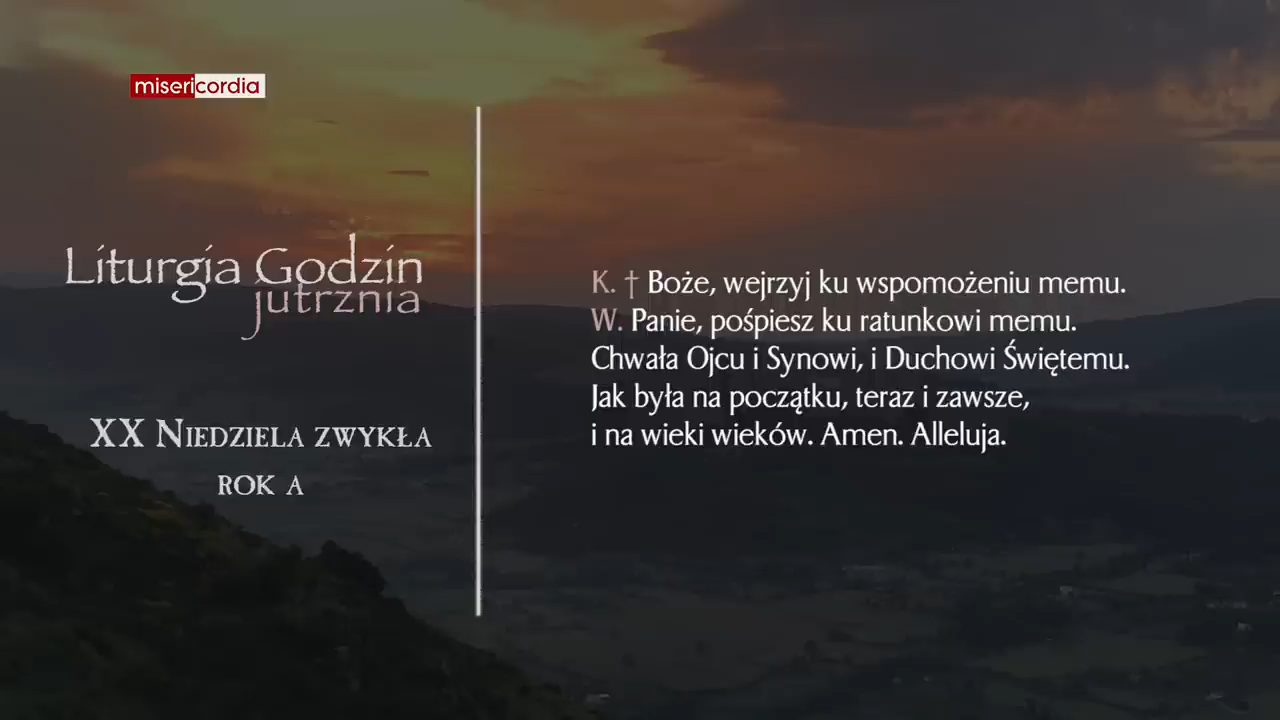 misericordia
Liturgia Godzin
jutrznia
XX Niedziela zwykła
rok A
K. † Boże, wejrzyj ku wspomożeniu memu.
W. Panie, pośpiesz ku ratunkowi memu.
Chwała Ojcu i Synowi, i Duchowi Świętemu.
Jak była na początku, teraz i zawsze,
i na wieki wieków. Amen. Alleluja.